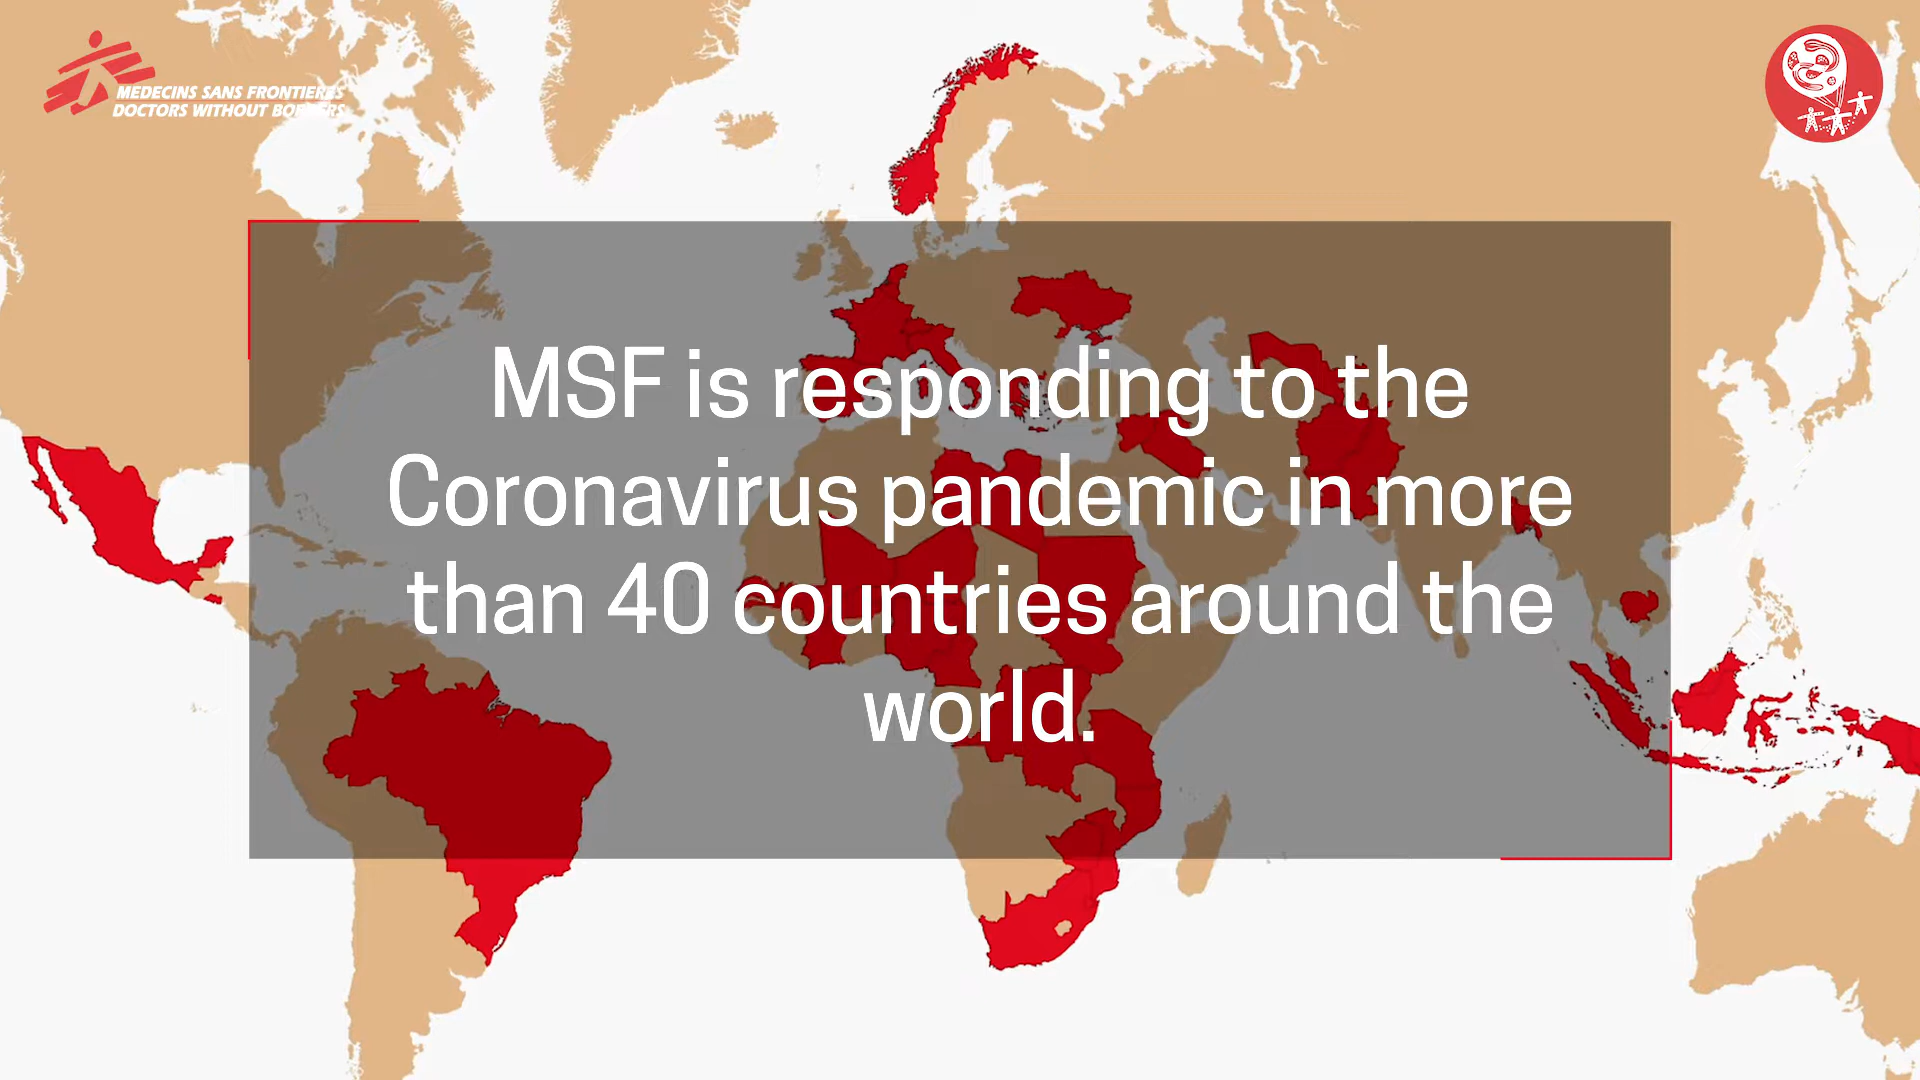 MEDECINS SANS FRONTIERES
DOCTORS WITHOUT BORDERS
MSF is responding to the
Coronavirus pandemic in more
than 40 countries around the
world.